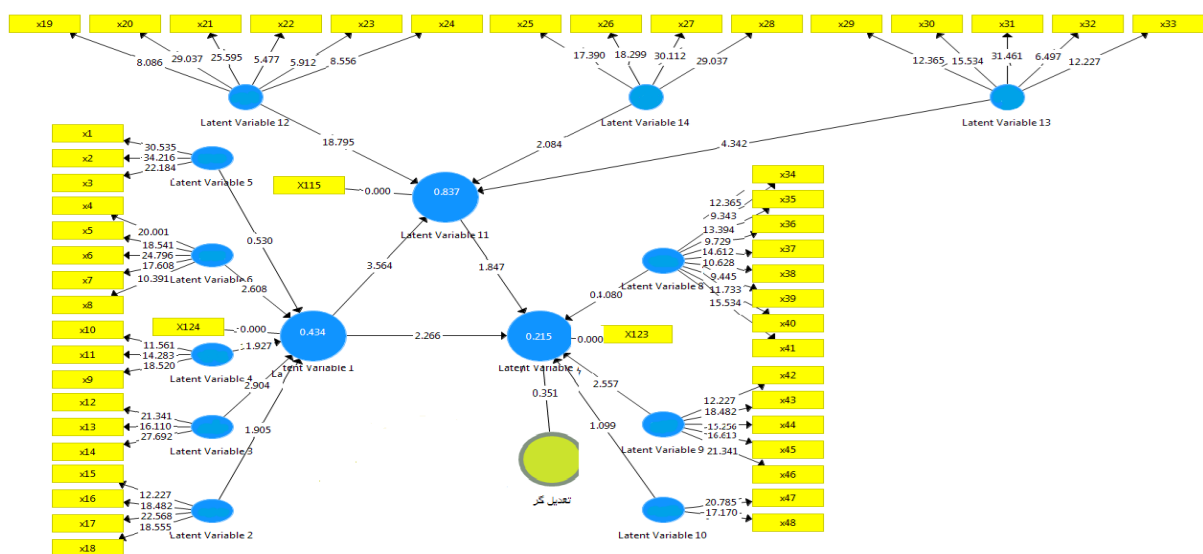 x19 x20 x21 x22 x23 x24 x25 x26 x27 x28 x29 x30 x31 x32 x33
8.086 29.037 25.595 5.477 5.912 8.556 17.390 18.299 30.112 29.037 12.365 15.534 31.461 6.497 12.227
Latent Variable 12
Latent Variable 14
Latent Variable 13
18.795
2.084
4.342
x1
x2
x3
30.535
34.216
22.184
Latent Variable 5
X115
0.000
0.837
Latent Variable 11
x4
x5
x6
x7
x8
20.001
18.541
24.796
17.608
10.391
Latent Variable 6
0.530
2.608
3.564
1.847
x34
x35
x36
x37
x38
x39
x40
x41
12.365
9.343
13.394
9.729
14.612
10.628
9.445
11.733
15.534
Latent Variable 8
X124
0.000
0.434
Latent Variable 1
2.266
0.215
Latent Variable
0.000
X123
x10
x11
x9
11.561
14.283
18.520
Latent Variable 4
1.927
2.904
1.905
x12
x13
x14
21.341
16.110
27.692
Latent Variable 3
x15
x16
x17
x18
12.227
18.482
22.568
18.555
Latent Variable 2
0.351
تعدیل گر
2.557
1.099
x42
x43
x44
x45
x46
12.227
18.482
15.256
16.613
21.341
Latent Variable 9
x47
x48
20.785
17.170
Latent Variable 10